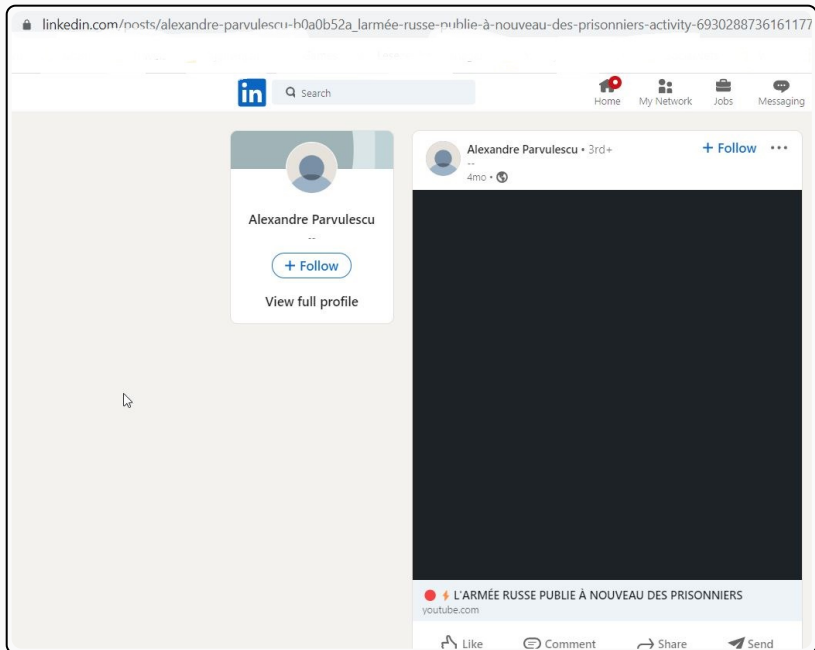 linkedin.com/posts/alexandre-parvulescu-b0a0b52a_larmée-russe-publie-à-nouveau-des-prisonniers-activity-6930288736161177
in
Search
Home
My Network
Jobs
Messaging
Alexandre Parvulescu
--
+ Follow
View full profile
Alexandre Parvulescu • 3rd+
+ Follow
--
4mo •
L'ARMÉE RUSSE PUBLIE À NOUVEAU DES PRISONNIERS
youtube.com
Like
Comment
Share
Send